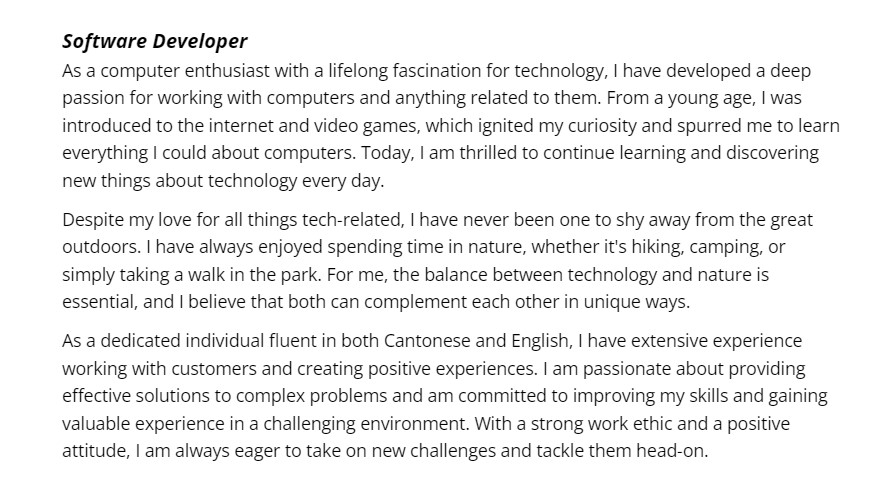 Software Developer
As a computer enthusiast with a lifelong fascination for technology, I have developed a deep
passion for working with computers and anything related to them. From a young age, I was
introduced to the internet and video games, which ignited my curiosity and spurred me to learn
everything I could about computers. Today, I am thrilled to continue learning and discovering
new things about technology every day.
Despite my love for all things tech-related, I have never been one to shy away from the great
outdoors. I have always enjoyed spending time in nature, whether it's hiking, camping, or
simply taking a walk in the park. For me, the balance between technology and nature is
essential, and I believe that both can complement each other in unique ways.
As a dedicated individual fluent in both Cantonese and English, I have extensive experience
working with customers and creating positive experiences. I am passionate about providing
effective solutions to complex problems and am committed to improving my skills and gaining
valuable experience in a challenging environment. With a strong work ethic and a positive
attitude, I am always eager to take on new challenges and tackle them head-on.